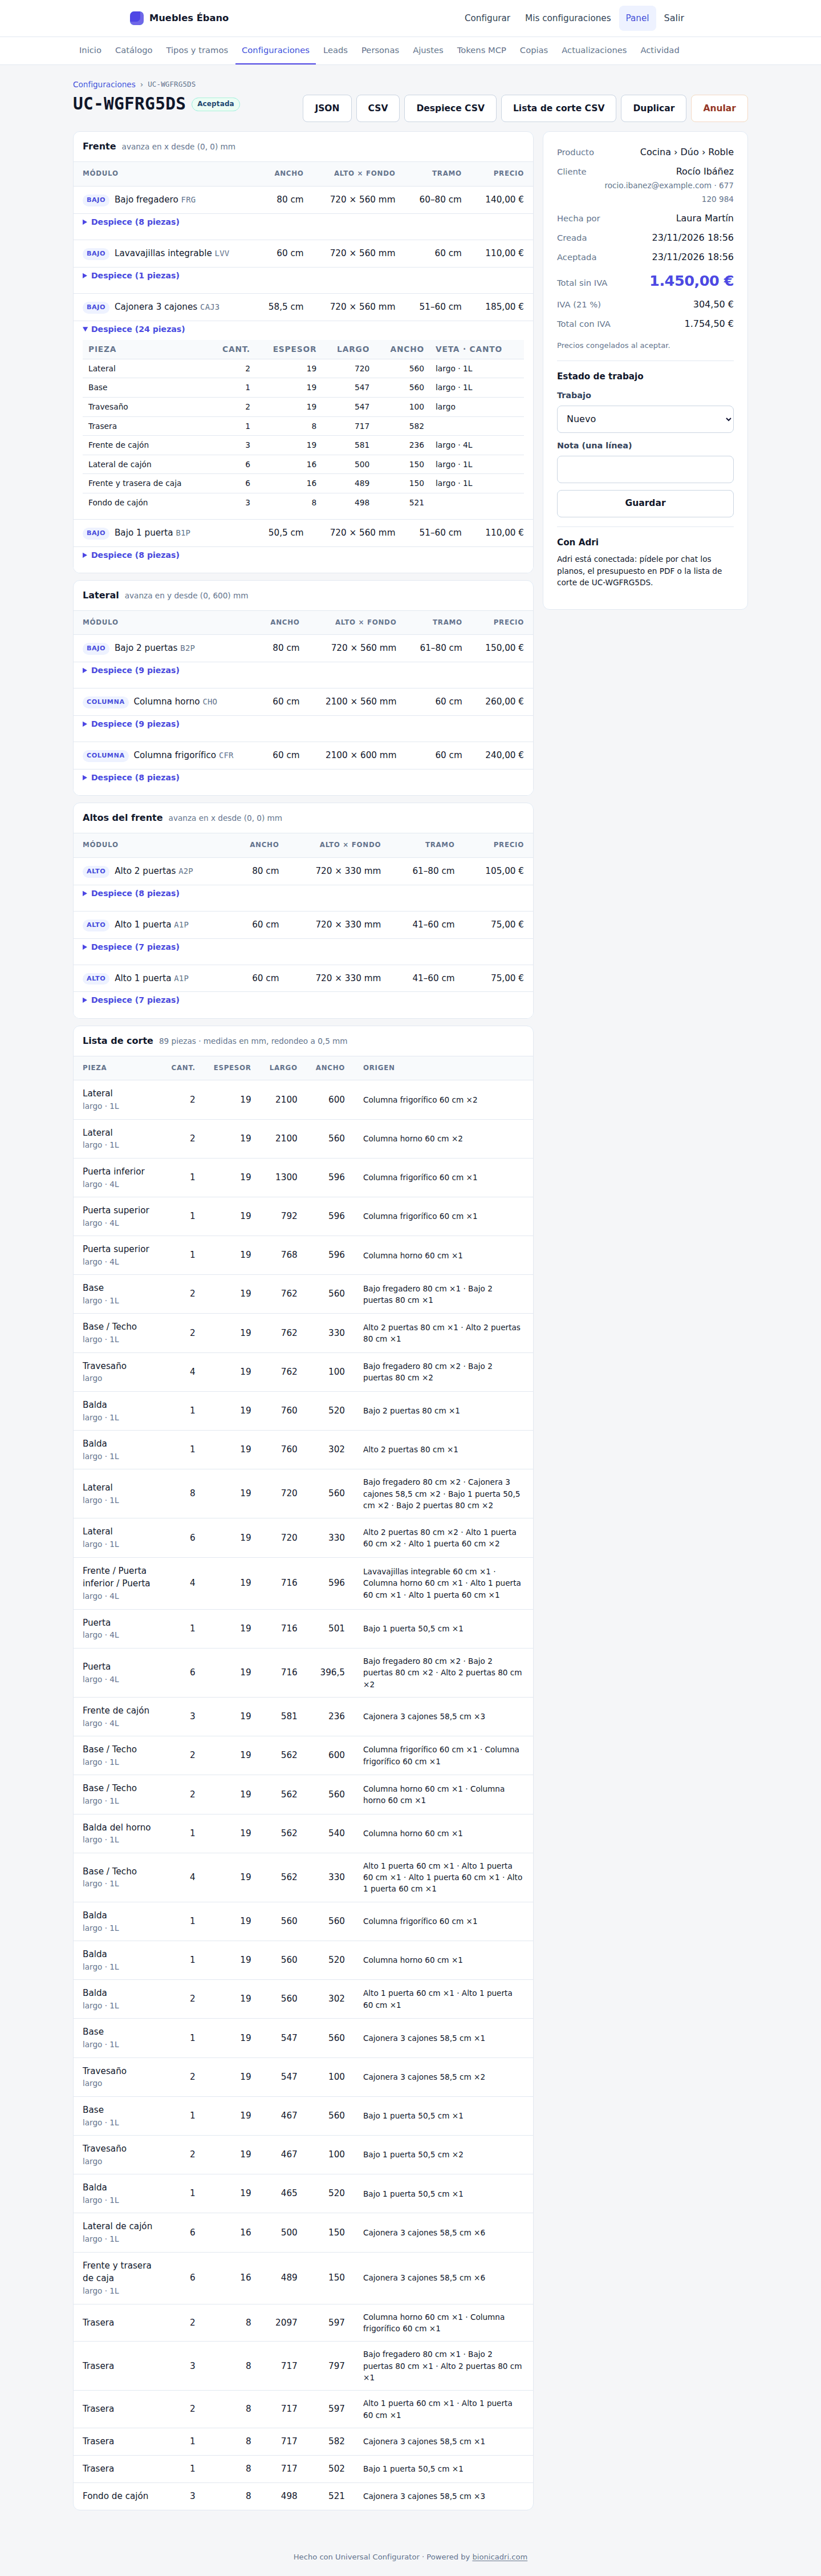 Muebles Ébano
Configurar Mis configuraciones Panel Salir
Inicio Catálogo Tipos y tramos Configuraciones Leads Personas Ajustes Tokens MCP Copias Actualizaciones Actividad
Configuraciones › UC-WGFRG5DS
UC-WGFRG5DS Aceptada
JSON CSV Despiece CSV Lista de corte CSV Duplicar Anular
Frente avanza en x desde (0, 0) mm
MÓDULO ANCHO ALTO × FONDO TRAMO PRECIO
BAJO Bajo fregadero FRG 80 cm 720 × 560 mm 60–80 cm 140,00 €
▶ Despiece (8 piezas)
BAJO Lavavajillas integrable LVV 60 cm 720 × 560 mm 60 cm 110,00 €
▶ Despiece (1 piezas)
BAJO Cajonera 3 cajones CAJ3 58,5 cm 720 × 560 mm 51–60 cm 185,00 €
▼ Despiece (24 piezas)
PIEZA CANT. ESPESOR LARGO ANCHO VETA · CANTO
Lateral 2 19 720 560 largo · 1L
Base 1 19 547 560 largo · 1L
Travesaño 2 19 547 100 largo
Trasera 1 8 717 582
Frente de cajón 3 19 581 236 largo · 4L
Lateral de cajón 6 16 500 150 largo · 1L
Frente y trasera de caja 6 16 489 150 largo · 1L
Fondo de cajón 3 8 498 521
BAJO Bajo 1 puerta B1P 50,5 cm 720 × 560 mm 51–60 cm 110,00 €
▶ Despiece (8 piezas)
Lateral avanza en y desde (0, 600) mm
MÓDULO ANCHO ALTO × FONDO TRAMO PRECIO
BAJO Bajo 2 puertas B2P 80 cm 720 × 560 mm 61–80 cm 150,00 €
▶ Despiece (9 piezas)
COLUMNA Columna horno CHO 60 cm 2100 × 560 mm 60 cm 260,00 €
▶ Despiece (9 piezas)
COLUMNA Columna frigorífico CFR 60 cm 2100 × 600 mm 60 cm 240,00 €
▶ Despiece (8 piezas)
Altos del frente avanza en x desde (0, 0) mm
MÓDULO ANCHO ALTO × FONDO TRAMO PRECIO
ALTO Alto 2 puertas A2P 80 cm 720 × 330 mm 61–80 cm 105,00 €
▶ Despiece (8 piezas)
ALTO Alto 1 puerta A1P 60 cm 720 × 330 mm 41–60 cm 75,00 €
▶ Despiece (7 piezas)
ALTO Alto 1 puerta A1P 60 cm 720 × 330 mm 41–60 cm 75,00 €
▶ Despiece (7 piezas)
Lista de corte 89 piezas · medidas en mm, redondeo a 0,5 mm
PIEZA CANT. ESPESOR LARGO ANCHO ORIGEN
Lateral
largo · 1L
2 19 2100 600 Columna frigorífico 60 cm ×2
Lateral
largo · 1L
2 19 2100 560 Columna horno 60 cm ×2
Puerta inferior
largo · 4L
1 19 1300 596 Columna frigorífico 60 cm ×1
Puerta superior
largo · 4L
1 19 792 596 Columna frigorífico 60 cm ×1
Puerta superior
largo · 4L
1 19 768 596 Columna horno 60 cm ×1
Base
largo · 1L
2 19 762 560 Bajo fregadero 80 cm ×1 · Bajo 2
puertas 80 cm ×1
Base / Techo
largo · 1L
2 19 762 330 Alto 2 puertas 80 cm ×1 · Alto 2 puertas
80 cm ×1
Travesaño
largo
4 19 762 100 Bajo fregadero 80 cm ×2 · Bajo 2
puertas 80 cm ×2
Balda
largo · 1L
1 19 760 520 Bajo 2 puertas 80 cm ×1
Balda
largo · 1L
1 19 760 302 Alto 2 puertas 80 cm ×1
Lateral
largo · 1L
8 19 720 560 Bajo fregadero 80 cm ×2 · Cajonera 3
cajones 58,5 cm ×2 · Bajo 1 puerta 50,5
cm ×2 · Bajo 2 puertas 80 cm ×2
Lateral
largo · 1L
6 19 720 330 Alto 2 puertas 80 cm ×2 · Alto 1 puerta
60 cm ×2 · Alto 1 puerta 60 cm ×2
Frente / Puerta
inferior / Puerta
largo · 4L
4 19 716 596 Lavavajillas integrable 60 cm ×1 ·
Columna horno 60 cm ×1 · Alto 1 puerta
60 cm ×1 · Alto 1 puerta 60 cm ×1
Puerta
largo · 4L
1 19 716 501 Bajo 1 puerta 50,5 cm ×1
Puerta
largo · 4L
6 19 716 396,5 Bajo fregadero 80 cm ×2 · Bajo 2
puertas 80 cm ×2 · Alto 2 puertas 80 cm
×2
Frente de cajón
largo · 4L
3 19 581 236 Cajonera 3 cajones 58,5 cm ×3
Base / Techo
largo · 1L
2 19 562 600 Columna frigorífico 60 cm ×1 · Columna
frigorífico 60 cm ×1
Base / Techo
largo · 1L
2 19 562 560 Columna horno 60 cm ×1 · Columna
horno 60 cm ×1
Balda del horno
largo · 1L
1 19 562 540 Columna horno 60 cm ×1
Base / Techo
largo · 1L
4 19 562 330 Alto 1 puerta 60 cm ×1 · Alto 1 puerta
60 cm ×1 · Alto 1 puerta 60 cm ×1 · Alto
1 puerta 60 cm ×1
Balda
largo · 1L
1 19 560 560 Columna frigorífico 60 cm ×1
Balda
largo · 1L
1 19 560 520 Columna horno 60 cm ×1
Balda
largo · 1L
2 19 560 302 Alto 1 puerta 60 cm ×1 · Alto 1 puerta
60 cm ×1
Base
largo · 1L
1 19 547 560 Cajonera 3 cajones 58,5 cm ×1
Travesaño
largo
2 19 547 100 Cajonera 3 cajones 58,5 cm ×2
Base
largo · 1L
1 19 467 560 Bajo 1 puerta 50,5 cm ×1
Travesaño
largo
2 19 467 100 Bajo 1 puerta 50,5 cm ×2
Balda
largo · 1L
1 19 465 520 Bajo 1 puerta 50,5 cm ×1
Lateral de cajón
largo · 1L
6 16 500 150 Cajonera 3 cajones 58,5 cm ×6
Frente y trasera
de caja
largo · 1L
6 16 489 150 Cajonera 3 cajones 58,5 cm ×6
Trasera 2 8 2097 597 Columna horno 60 cm ×1 · Columna
frigorífico 60 cm ×1
Trasera 3 8 717 797 Bajo fregadero 80 cm ×1 · Bajo 2
puertas 80 cm ×1 · Alto 2 puertas 80 cm
×1
Trasera 2 8 717 597 Alto 1 puerta 60 cm ×1 · Alto 1 puerta
60 cm ×1
Trasera 1 8 717 582 Cajonera 3 cajones 58,5 cm ×1
Trasera 1 8 717 502 Bajo 1 puerta 50,5 cm ×1
Fondo de cajón 3 8 498 521 Cajonera 3 cajones 58,5 cm ×3
Producto Cocina › Dúo › Roble
Cliente Rocío Ibáñez
rocio.ibanez@example.com · 677
120 984
Hecha por Laura Martín
Creada 23/11/2026 18:56
Aceptada 23/11/2026 18:56
Total sin IVA 1.450,00 €
IVA (21 %) 304,50 €
Total con IVA 1.754,50 €
Precios congelados al aceptar.
Estado de trabajo
Trabajo
Nuevo
Nota (una línea)
Guardar
Con Adri
Adri está conectada: pídele por chat los
planos, el presupuesto en PDF o la lista de
corte de UC-WGFRG5DS.
Hecho con Universal Configurator · Powered by bionicadri.com